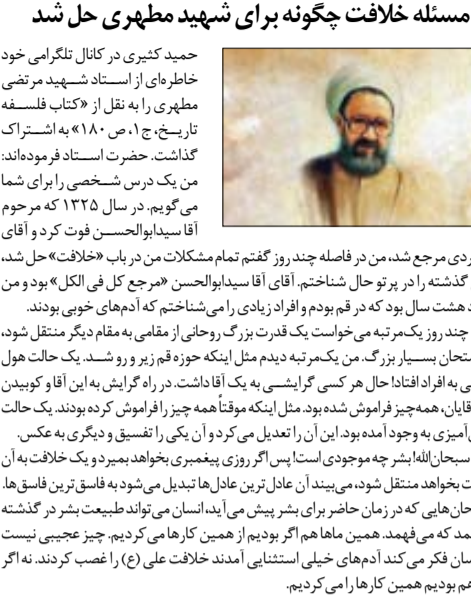 مسئله خلافت چگونه برای شهید مطهری حل شد
حمید کثیری در کانال تلگرامی خود
خاطره‌ای از استاد شهید مرتضی
مطهری را به نقل از «کتاب فلسفه
تاریخ، ج۱، ص ۱۸۰» به اشتراک
گذاشت. حضرت استاد فرموده‌اند:
من یک درس شخصی را برای شما
می‌گویم. در سال ۱۳۲۵ که مرحوم
آقا سیدابوالحسن فوت کرد و آقای
ردی مرجع شد، من در فاصله چند روز گفتم تمام مشکلات من در باب «خلافت» حل شد،
گذشته را در پرتو حال شناختم. آقای آقا سیدابوالحسن «مرجع کل فی الکل» بود و من
هشت سال بود که در قم بودم و افراد زیادی را می‌شناختم که آدم‌های خوبی بودند.
چند روز یک‌مرتبه می‌خواست یک قدرت بزرگ روحانی از مقامی به مقام دیگر منتقل شود،
متحان بسیار بزرگ. من یک‌مرتبه دیدم مثل اینکه حوزه قم زیر و رو شد. یک حالت هول
ی به افراد افتاد! حال هر کسی گرایشی به یک آقا داشت. در راه گرایش به این آقا و کوبیدن
قایان، همه‌چیز فراموش شده بود. مثل اینکه موقتاً همه چیز را فراموش کرده بودند. یک حالت
آمیزی به وجود آمده بود. این آن را تعدیل می‌کرد و آن یکی را تفسیق و دیگری به عکس.
سبحان‌الله! بشر چه موجودی است! پس اگر روزی پیغمبری بخواهد بمیرد و یک خلافت به آن
ت بخواهد منتقل شود، می‌بیند آن عادل‌ترین عادل‌ها تبدیل می‌شود به فاسق‌ترین فاسق‌ها.
حان‌هایی که در زمان حاضر برای بشر پیش می‌آید، انسان می‌تواند طبیعت بشر در گذشته
همد که می‌فهمد. همین ماها هم اگر بودیم از همین کارها می‌کردیم. چیز عجیبی نیست
سان فکر می کند آدم‌های خیلی استثنایی آمدند خلافت علی (ع) را غصب کردند. نه اگر
هم بودیم همین کارها را می‌کردیم.